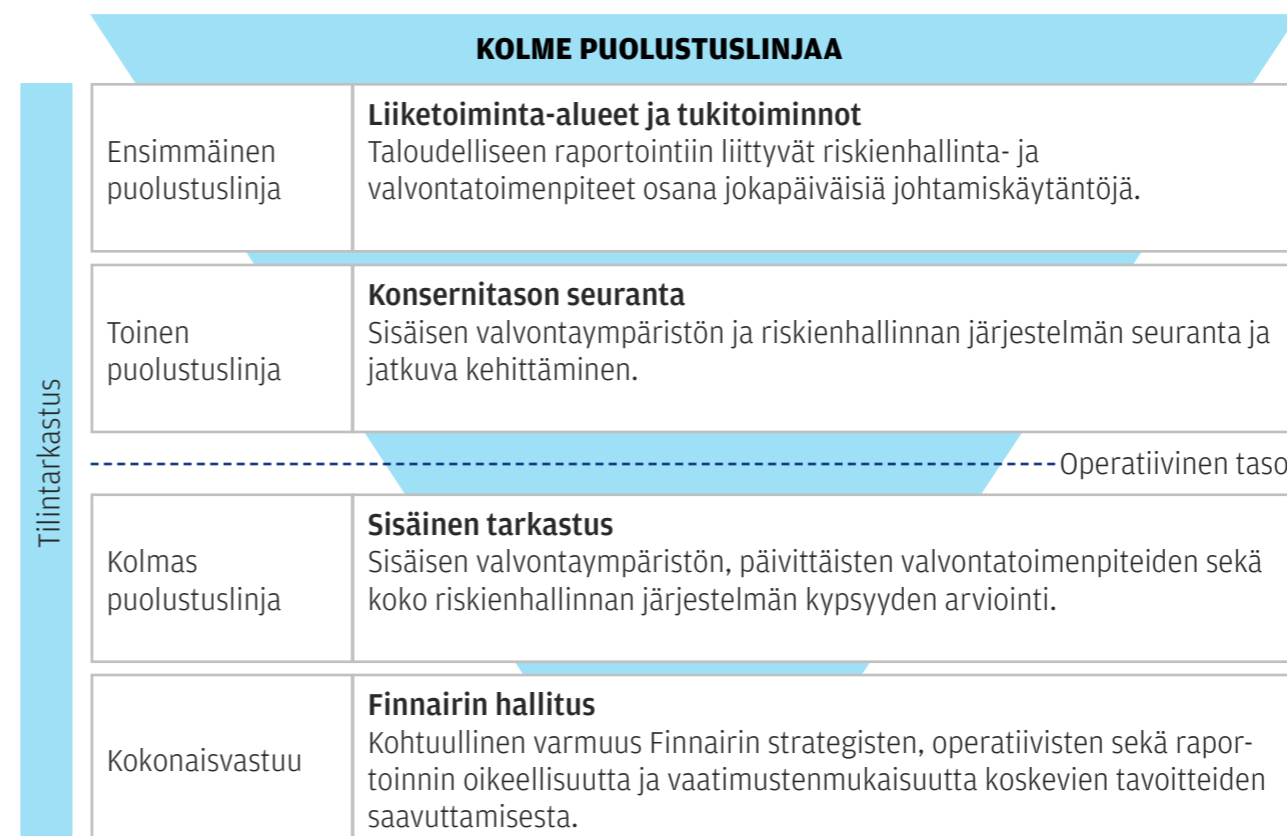 KOLME PUOLUSTUSLINJAA
Tilintarkastus
Ensimmäinen
puolustuslinja
Liiketoiminta-alueet ja tukitoiminnot
Taloudelliseen raportointiin liittyvät riskienhallinta- ja
valvontatoimenpiteet osana jokapäiväisiä johtamiskäytäntöjä.
Toinen
puolustuslinja
Konsernitason seuranta
Sisäisen valvontaympäristön ja riskienhallinnan järjestelmän seuranta ja
jatkuva kehittäminen.
Operatiivinen taso
Kolmas
puolustuslinja
Sisäinen tarkastus
Sisäisen valvontaympäristön, päivittäisten valvontatoimenpiteiden sekä
koko riskienhallinnan järjestelmän kypsyyden arviointi.
Kokonaisvastuu
Finnairin hallitus
Kohtuullinen varmuus Finnairin strategisten, operatiivisten sekä rapor-
toinnin oikeellisuutta ja vaatimustenmukaisuutta koskevien tavoitteiden
saavuttamisesta.